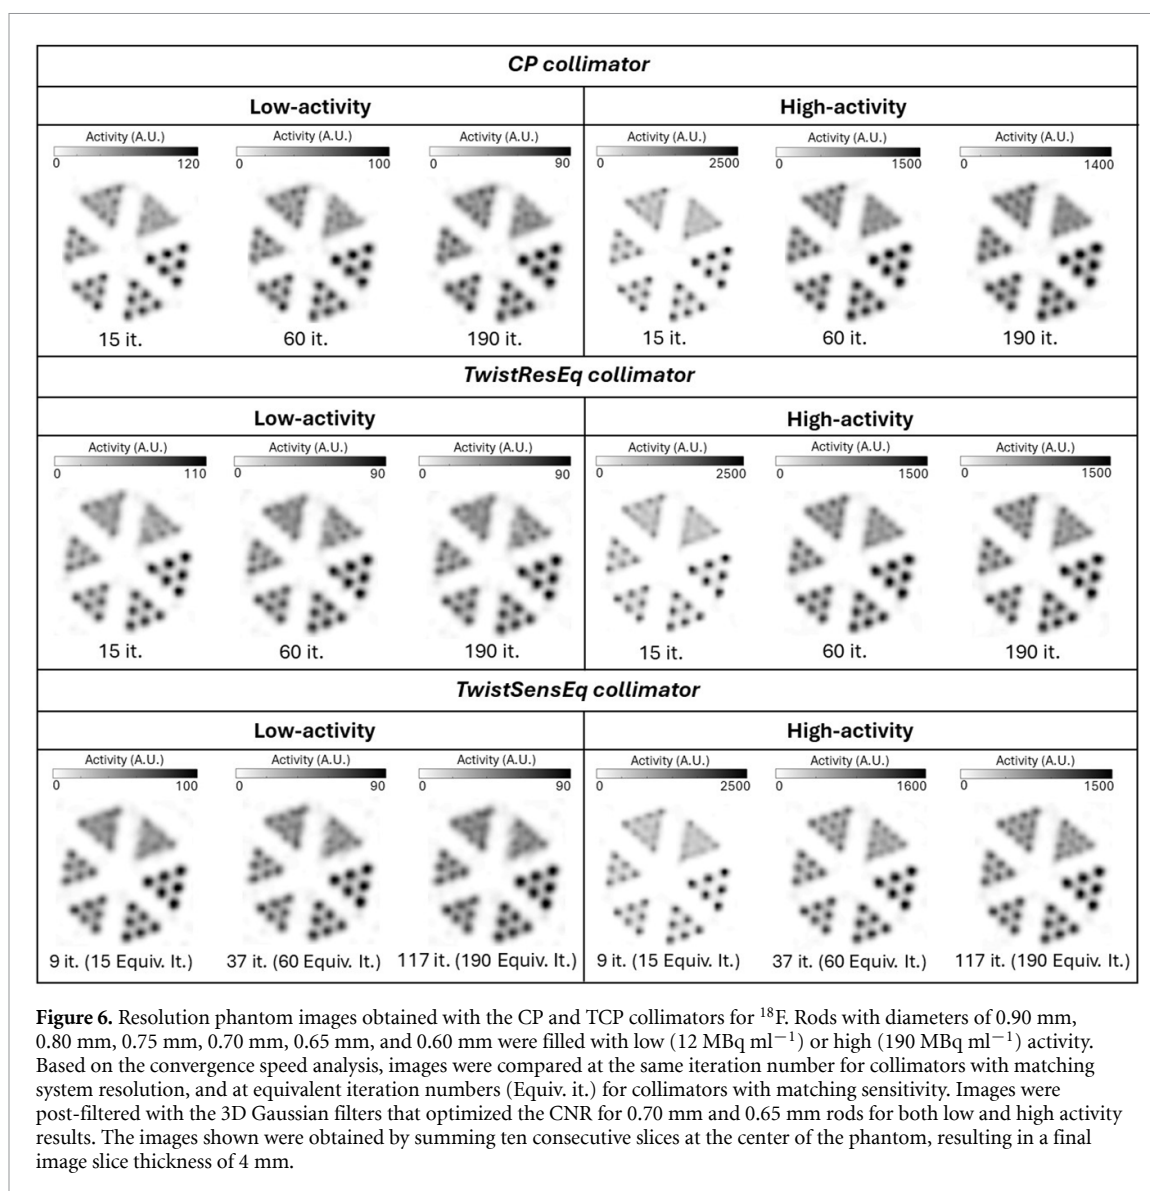 CP collimator
Low-activity
High-activity
Activity (A.U.) Activity (A.U.) Activity (A.U.) Activity (A.U.) Activity (A.U.) Activity (A.U.)
0 120 0 100 0 90 0 2500 0 1500 0 1400
15 it. 60 it. 190 it. 15 it. 60 it. 190 it.
TwistResEq collimator
Low-activity
High-activity
Activity (A.U.) Activity (A.U.) Activity (A.U.) Activity (A.U.) Activity (A.U.) Activity (A.U.)
0 110 0 90 0 90 0 2500 0 1500 0 1500
15 it. 60 it. 190 it. 15 it. 60 it. 190 it.
TwistSensEq collimator
Low-activity
High-activity
Activity (A.U.) Activity (A.U.) Activity (A.U.) Activity (A.U.) Activity (A.U.) Activity (A.U.)
0 100 0 90 0 90 0 2500 0 1600 0 1500
9 it. (15 Equiv. It.) 37 it. (60 Equiv. It.) 117 it. (190 Equiv. It.) 9 it. (15 Equiv. It.) 37 it. (60 Equiv. It.) 117 it. (190 Equiv. It.)
Figure 6. Resolution phantom images obtained with the CP and TCP collimators for ¹⁸F. Rods with diameters of 0.90 mm,
0.80 mm, 0.75 mm, 0.70 mm, 0.65 mm, and 0.60 mm were filled with low (12 MBq ml⁻¹) or high (190 MBq ml⁻¹) activity.
Based on the convergence speed analysis, images were compared at the same iteration number for collimators with matching
system resolution, and at equivalent iteration numbers (Equiv. it.) for collimators with matching sensitivity. Images were
post-filtered with the 3D Gaussian filters that optimized the CNR for 0.70 mm and 0.65 mm rods for both low and high activity
results. The images shown were obtained by summing ten consecutive slices at the center of the phantom, resulting in a final
image slice thickness of 4 mm.